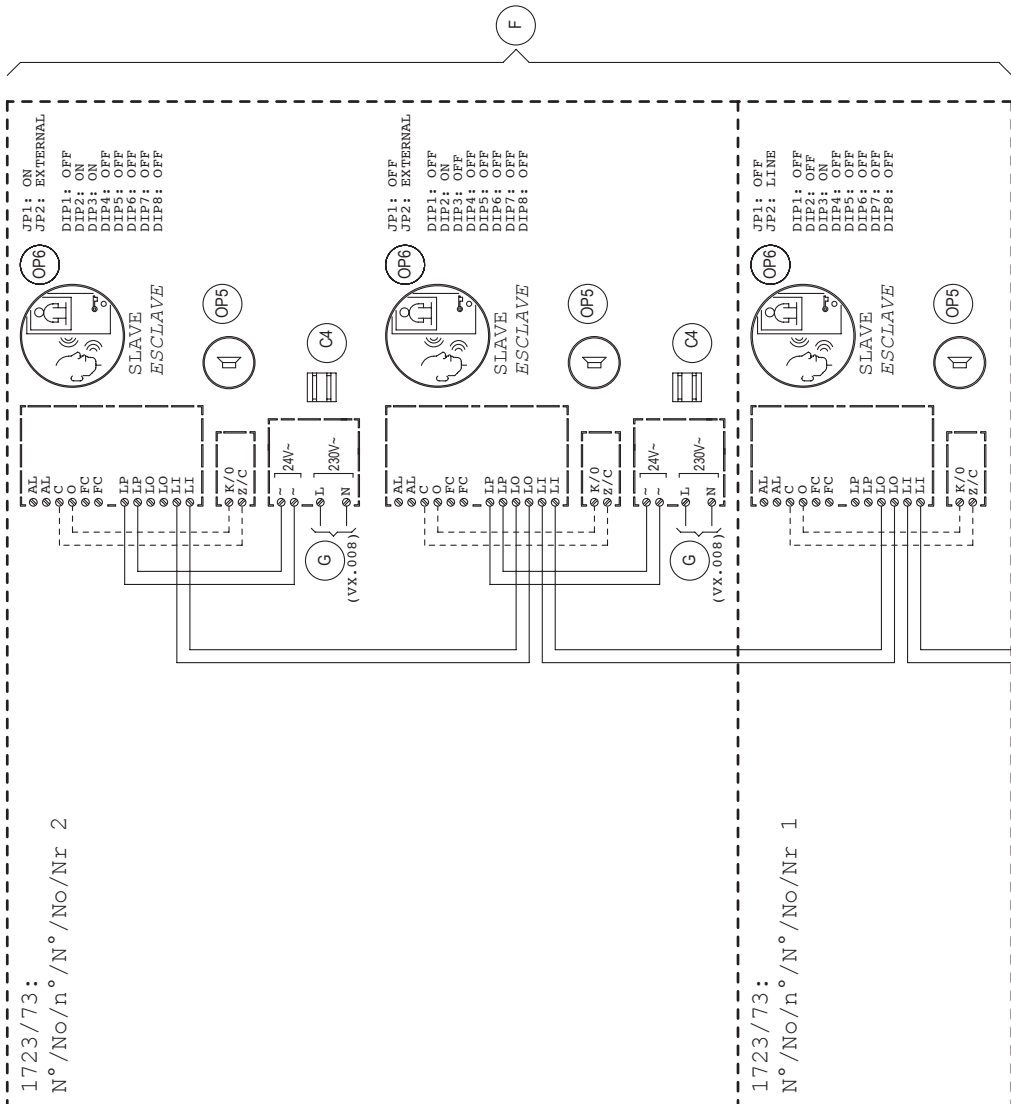 1723/73:
N°/No/n°/N°/No/Nr 1
AL
AL
C
O
FC
FC
LP
LP
LO
LO
LI
LI
K/O
Z/C
SLAVE
ESCLAVE
OP6
OP5
JP1: OFF
JP2: LINE
DIP1: OFF
DIP2: OFF
DIP3: ON
DIP4: OFF
DIP5: OFF
DIP6: OFF
DIP7: OFF
DIP8: OFF
1723/73:
N°/No/n°/N°/No/Nr 2
AL
AL
C
O
FC
FC
LP
LP
LO
LO
LI
LI
K/O
Z/C
~
~
24V~
L
N
230V~
G
(VX.008)
SLAVE
ESCLAVE
OP6
OP5
C4
JP1: OFF
JP2: EXTERNAL
DIP1: OFF
DIP2: ON
DIP3: OFF
DIP4: OFF
DIP5: OFF
DIP6: OFF
DIP7: OFF
DIP8: OFF
AL
AL
C
O
FC
FC
LP
LP
LO
LO
LI
LI
K/O
Z/C
~
~
24V~
L
N
230V~
G
(VX.008)
SLAVE
ESCLAVE
OP6
OP5
C4
JP1: ON
JP2: EXTERNAL
DIP1: OFF
DIP2: ON
DIP3: ON
DIP4: OFF
DIP5: OFF
DIP6: OFF
DIP7: OFF
DIP8: OFF
F